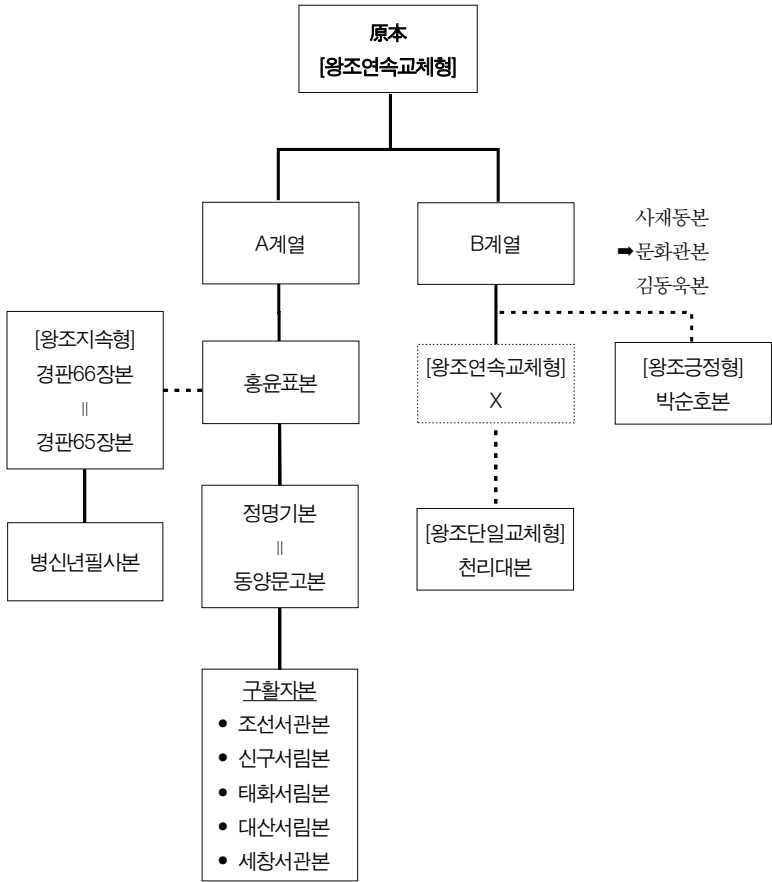 原本
[왕조연속교체형]
A계열
B계열
사재동본
➡문화관본
김동욱본
[왕조지속형]
경판66장본
||
경판65장본
홍윤표본
[왕조연속교체형]
X
[왕조긍정형]
박순호본
병신년필사본
정명기본
||
동양문고본
[왕조단일교체형]
천리대본
구활자본
• 조선서관본
• 신구서림본
• 태화서림본
• 대산서림본
• 세창서관본